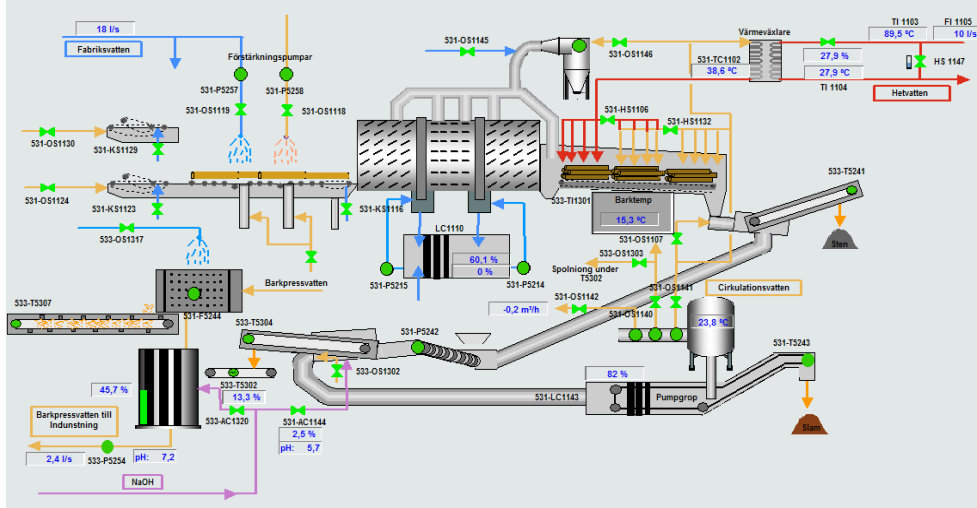 18 l/s
Fabriksvatten
Förstärkningspumpar
531-P5257
531-P5258
531-OS1119
531-OS1118
531-OS1145
531-OS1146
Värmeväxlare
531-TC1102
38,6 ºC
TI 1103
89,5 ºC
FI 1105
10 l/s
27,9 %
27,9 ºC
TI 1104
HS 1147
Hetvatten
531-OS1130
531-KS1129
531-HS1106
531-HS1132
531-OS1124
531-KS1123
531-KS1116
533-TI1301
533-T5241
Barktemp
15,3 ºC
Sten
533-OS1317
LC1110
60,1 %
0 %
531-OS1107
533-OS1303
Spolning under
T5302
531-P5215
531-P5214
Barkpressvatten
531-F5244
533-T5307
531-OS1142
531-OS1141
531-OS1140
-0,2 m³/h
Cirkulationsvatten
23,8 ºC
533-T5304
531-P5242
531-T5243
533-OS1302
533-T5302
13,3 %
45,7 %
82 %
Pumpgrop
531-LC1143
533-AC1320
531-AC1144
2,5 %
pH: 5,7
Barkpressvatten till
Indunstning
2,4 l/s
533-P5254
pH: 7,2
Slam
NaOH